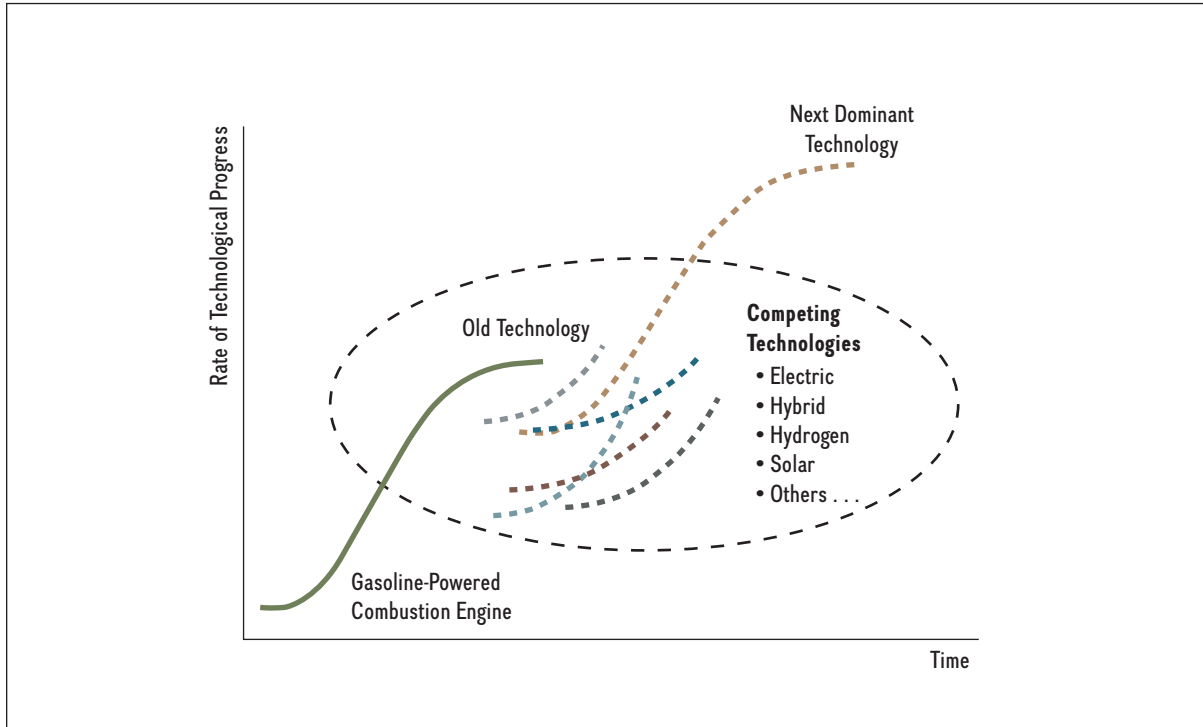 Next Dominant
Technology
Rate of Technological Progress
Old Technology
Competing
Technologies
• Electric
• Hybrid
• Hydrogen
• Solar
• Others . . .
Gasoline-Powered
Combustion Engine
Time